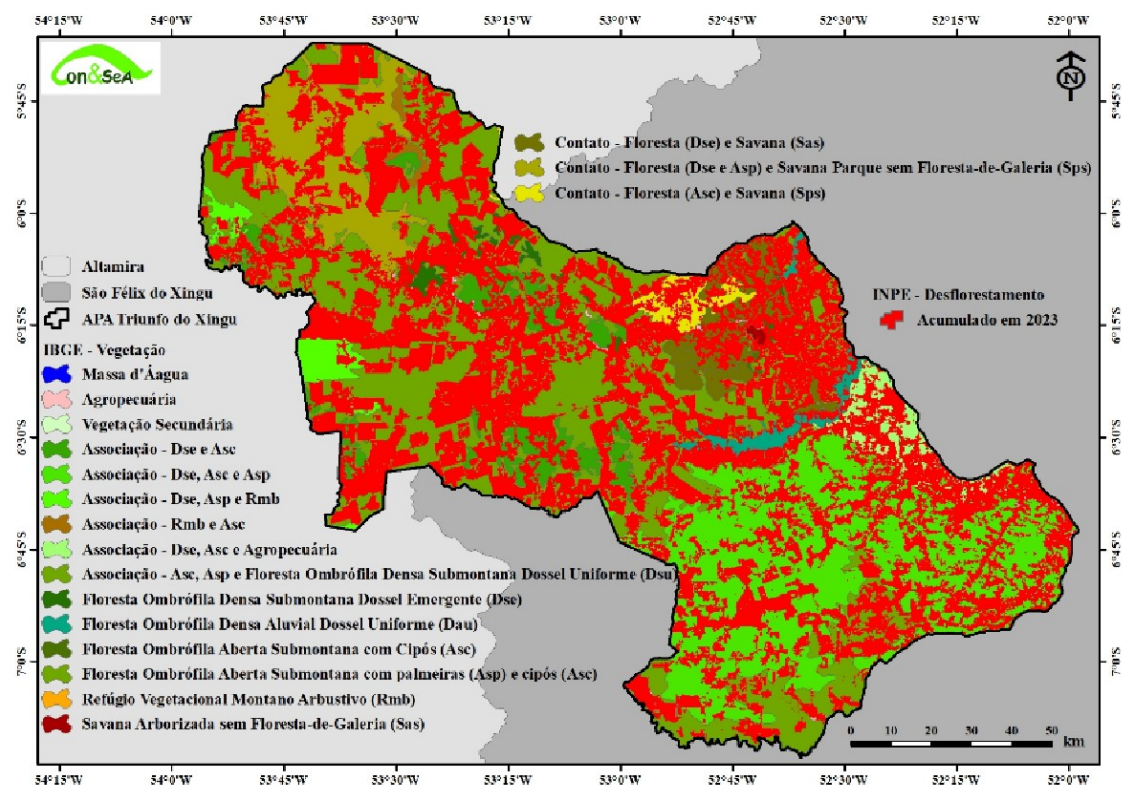 54°15'W 54°0'W 53°45'W 53°30'W 53°15'W 53°0'W 52°45'W 52°30'W 52°15'W 52°0'W
on&SeA
N
5°45'S
5°45'S
6°0'S
6°0'S
6°15'S
6°15'S
6°30'S
6°30'S
6°45'S
6°45'S
7°0'S
7°0'S
Contato - Floresta (Dse) e Savana (Sas)
Contato - Floresta (Dse e Asp) e Savana Parque sem Floresta-de-Galeria (Sps)
Contato - Floresta (Asc) e Savana (Sps)
Altamira
São Félix do Xingu
APA Triunfo do Xingu
INPE - Desflorestamento
Acumulado em 2023
IBGE - Vegetação
Massa d'Áagua
Agropecuária
Vegetação Secundária
Associação - Dse e Asc
Associação - Dse, Asc e Asp
Associação - Dse, Asp e Rmb
Associação - Rmb e Asc
Associação - Dse, Asc e Agropecuária
Associação - Asc, Asp e Floresta Ombrófila Densa Submontana Dossel Uniforme (Dsu)
Floresta Ombrófila Densa Submontana Dossel Emergente (Dse)
Floresta Ombrófila Densa Aluvial Dossel Uniforme (Dau)
Floresta Ombrófila Aberta Submontana com Cipós (Asc)
Floresta Ombrófila Aberta Submontana com palmeiras (Asp) e cipós (Asc)
Refúgio Vegetacional Montano Arbustivo (Rmb)
Savana Arborizada sem Floresta-de-Galeria (Sas)
0 10 20 30 40 50
km
54°15'W 54°0'W 53°45'W 53°30'W 53°15'W 53°0'W 52°45'W 52°30'W 52°15'W 52°0'W